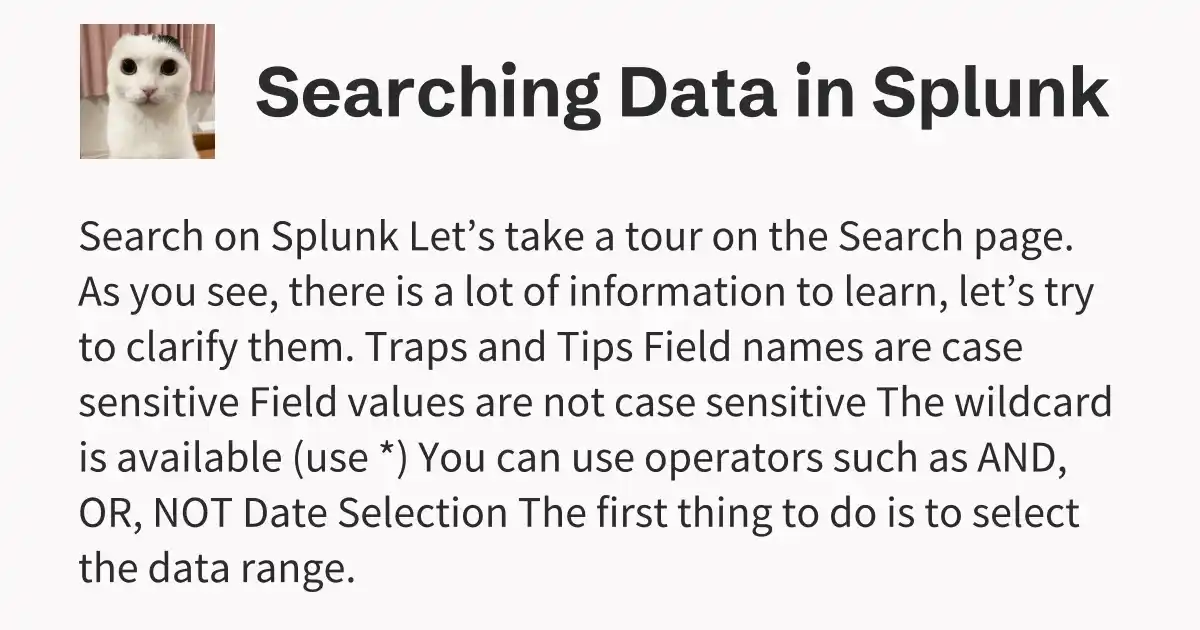 Searching Data in Splunk
Search on Splunk Let’s take a tour on the Search page.
As you see, there is a lot of information to learn, let’s try
to clarify them. Traps and Tips Field names are case
sensitive Field values are not case sensitive The wildcard
is available (use *) You can use operators such as AND,
OR, NOT Date Selection The first thing to do is to select
the data range.